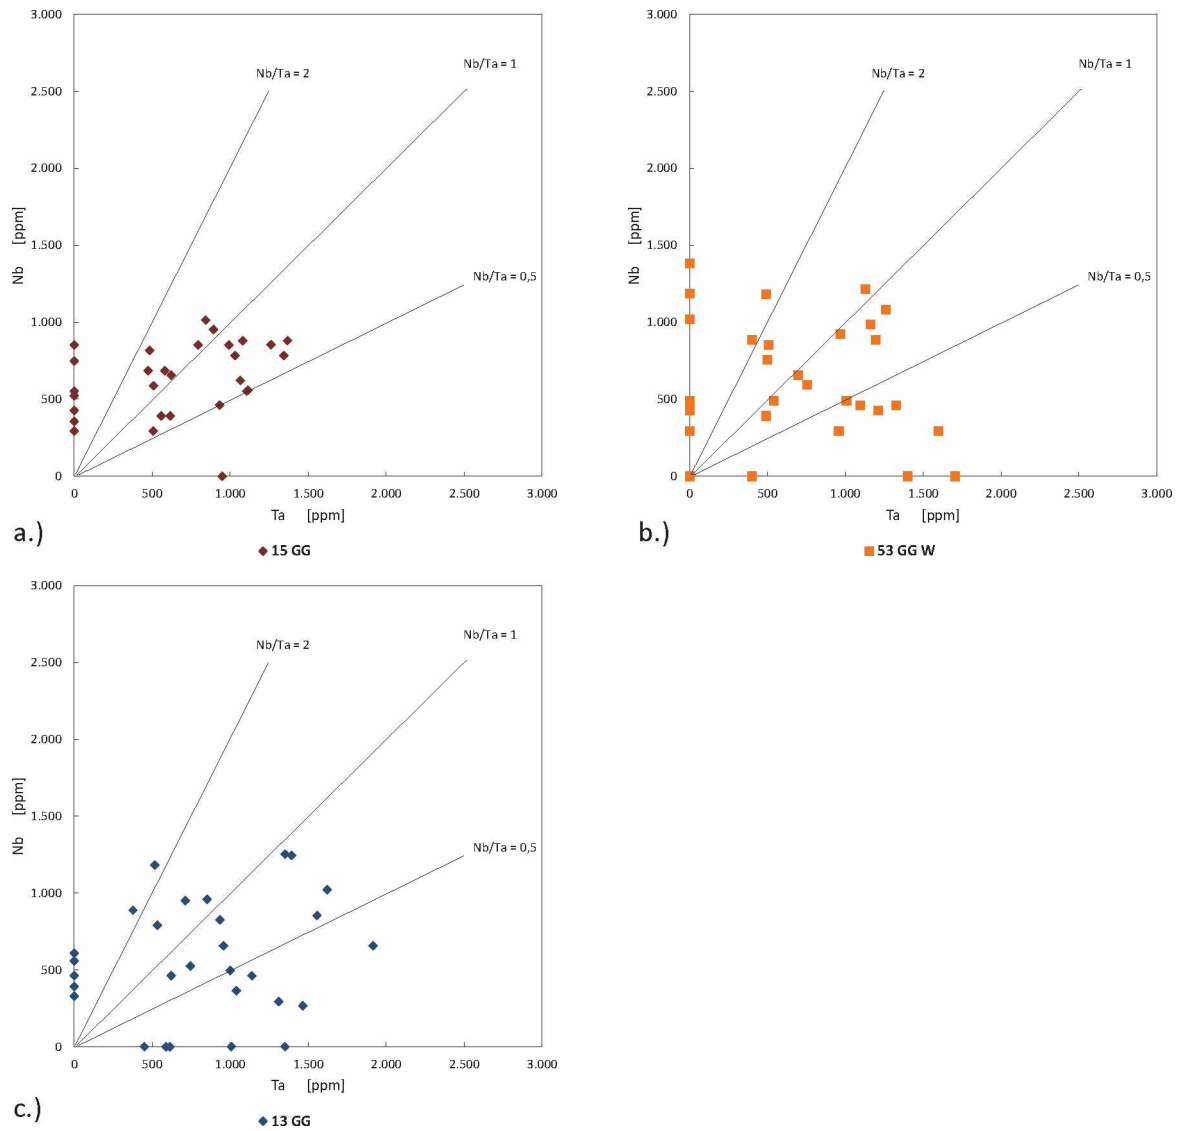 3.000
2.500
2.000
1.500
1.000
500
0
Nb [ppm]
Nb/Ta = 2
Nb/Ta = 1
Nb/Ta = 0,5
0 500 1.000 1.500 2.000 2.500 3.000
Ta [ppm]
a.)
15 GG
3.000
2.500
2.000
1.500
1.000
500
0
Nb [ppm]
Nb/Ta = 2
Nb/Ta = 1
Nb/Ta = 0,5
0 500 1.000 1.500 2.000 2.500 3.000
Ta [ppm]
b.)
53 GG W
3.000
2.500
2.000
1.500
1.000
500
0
Nb [ppm]
Nb/Ta = 2
Nb/Ta = 1
Nb/Ta = 0,5
0 500 1.000 1.500 2.000 2.500 3.000
Ta [ppm]
c.)
13 GG